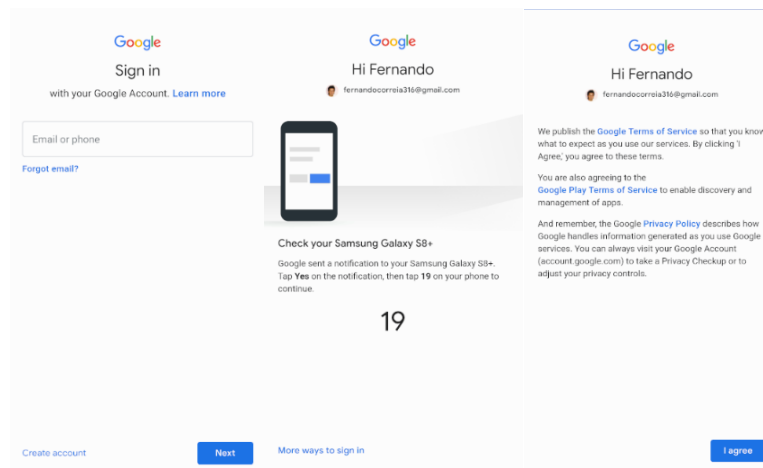 Google
Sign in
with your Google Account. Learn more
Email or phone
Forgot email?
Create account
Next
Google
Hi Fernando
fernandocorreia316@gmail.com
Check your Samsung Galaxy S8+
Google sent a notification to your Samsung Galaxy S8+.
Tap Yes on the notification, then tap 19 on your phone to
continue.
19
More ways to sign in
Google
Hi Fernando
fernandocorreia316@gmail.com
We publish the Google Terms of Service so that you know
what to expect as you use our services. By clicking 'I
Agree,' you agree to these terms.
You are also agreeing to the
Google Play Terms of Service to enable discovery and
management of apps.
And remember, the Google Privacy Policy describes how
Google handles information generated as you use Google
services. You can always visit your Google Account
(account.google.com) to take a Privacy Checkup or to
adjust your privacy controls.
I agree